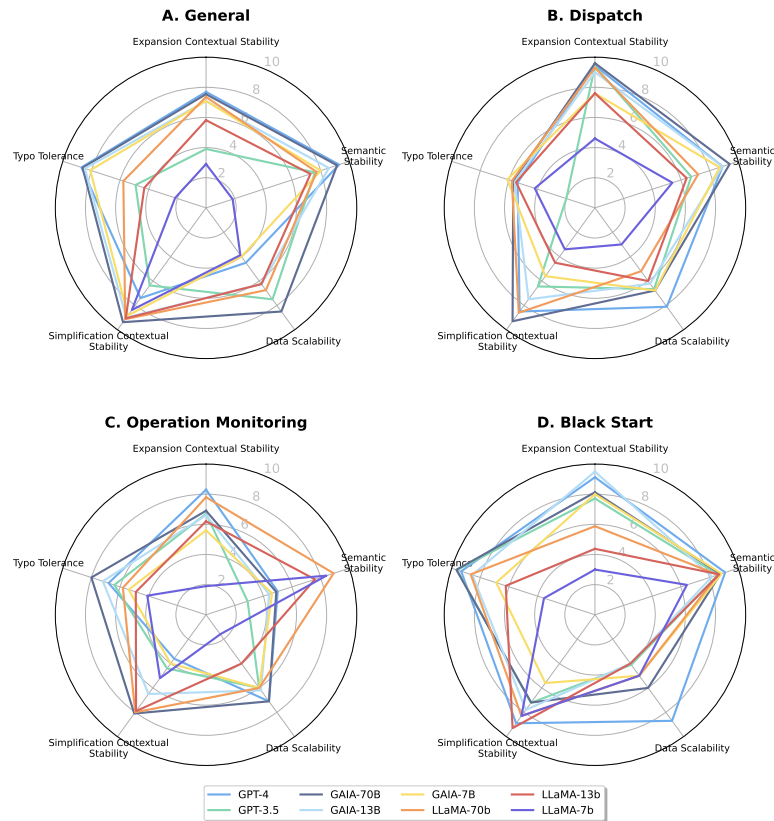 A. General
Expansion Contextual Stability
10
8
6
4
2
Semantic
Stability
Typo Tolerance
Simplification Contextual
Stability
Data Scalability
B. Dispatch
Expansion Contextual Stability
10
8
6
4
2
Semantic
Stability
Typo Tolerance
Simplification Contextual
Stability
Data Scalability
C. Operation Monitoring
Expansion Contextual Stability
10
8
6
4
2
Semantic
Stability
Typo Tolerance
Simplification Contextual
Stability
Data Scalability
D. Black Start
Expansion Contextual Stability
10
8
6
4
2
Semantic
Stability
Typo Tolerance
Simplification Contextual
Stability
Data Scalability
GPT-4 GAIA-70B GAIA-7B LLaMA-13b
GPT-3.5 GAIA-13B LLaMA-70b LLaMA-7b